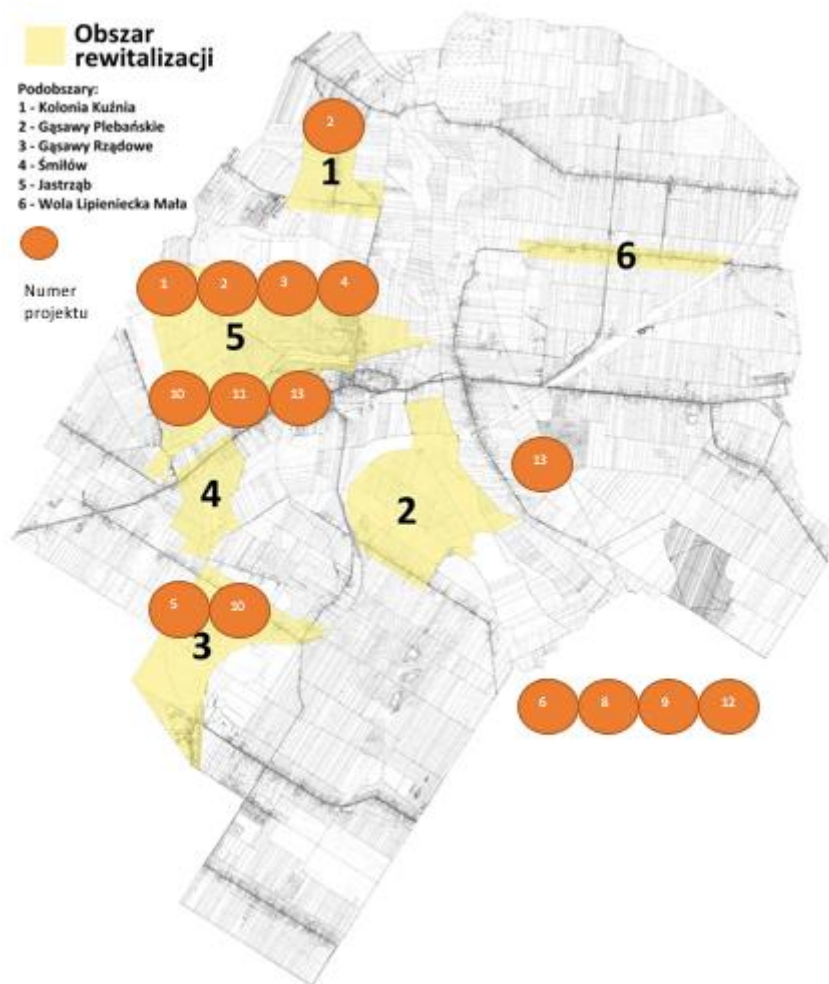 Obszar
rewitalizacji
Podobszary:
1 - Kolonia Kuźnia
2 - Gąsawy Plebańskie
3 - Gąsawy Rządowe
4 - Śmiłów
5 - Jastrząb
6 - Wola Lipieniecka Mała
Numer
projektu
2
1
6
1 2 3 4
5
10 11 13
13
4
2
5 10
3
6 8 9 12